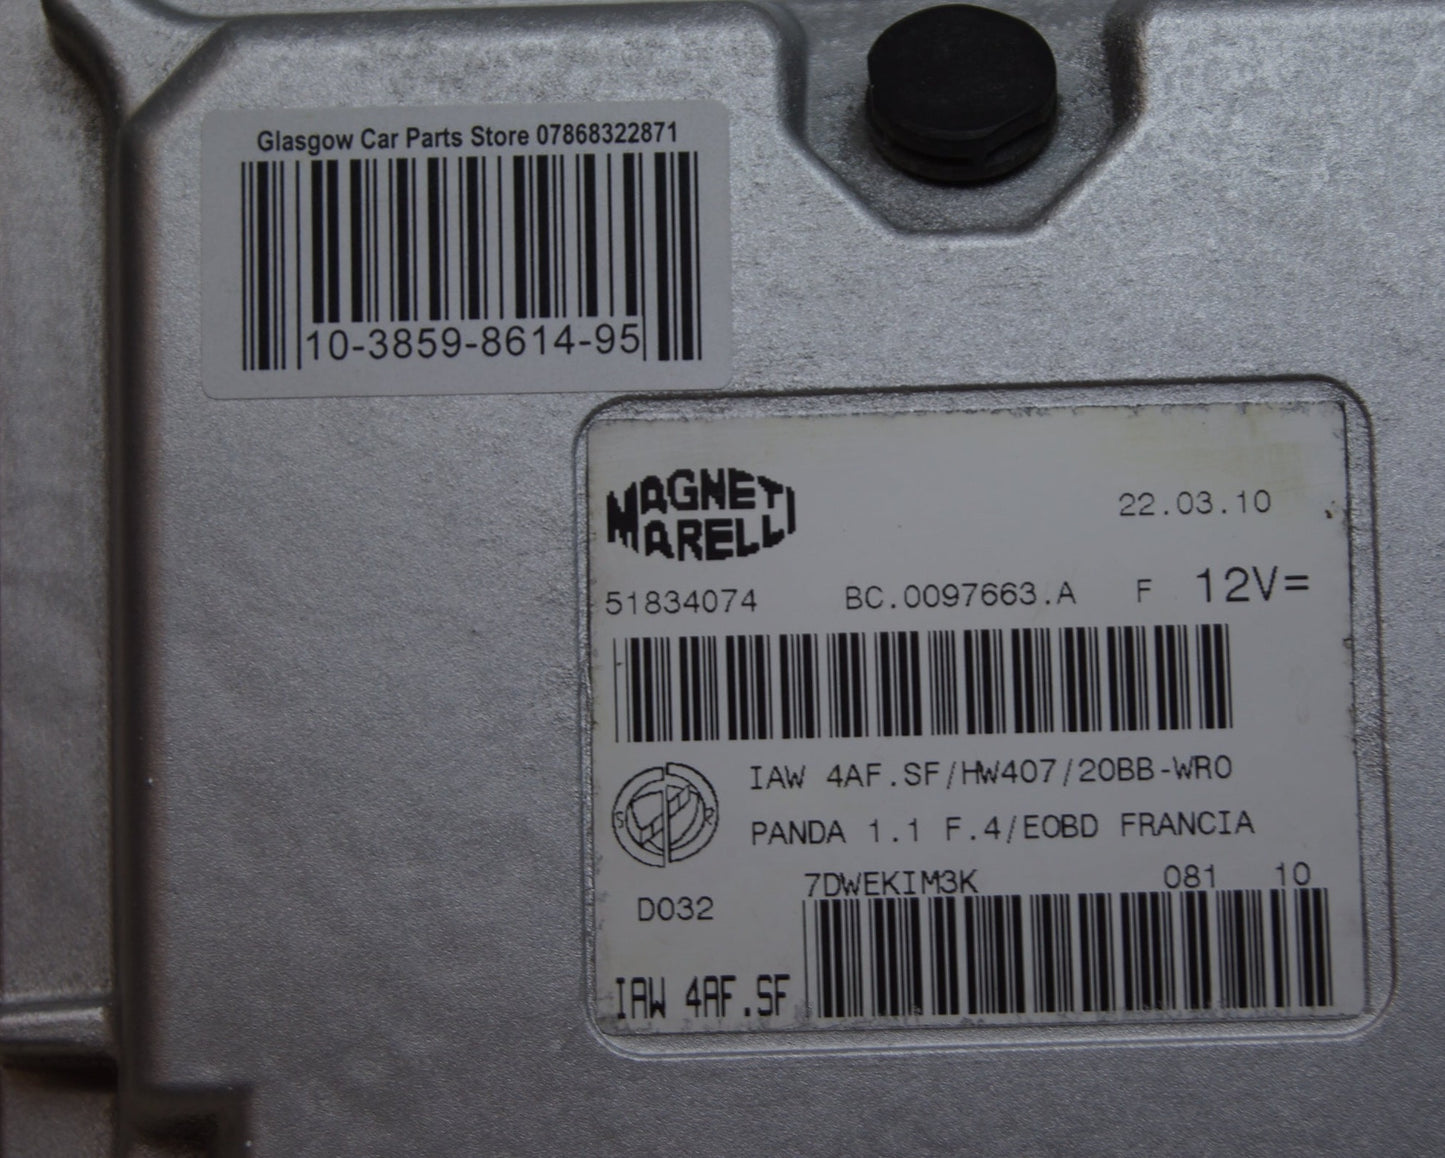 Glasgow Car Parts Store 07868322871
10-3859-8614-95
MAGNETI
MARELLI
22.03.10
51834074 BC.0097663.A F 12V=
IAW 4AF.SF/HW407/20BB-WR0
PANDA 1.1 F.4/EOBD FRANCIA
7DWEKIM3K 081 10
D032
IAW 4AF.SF